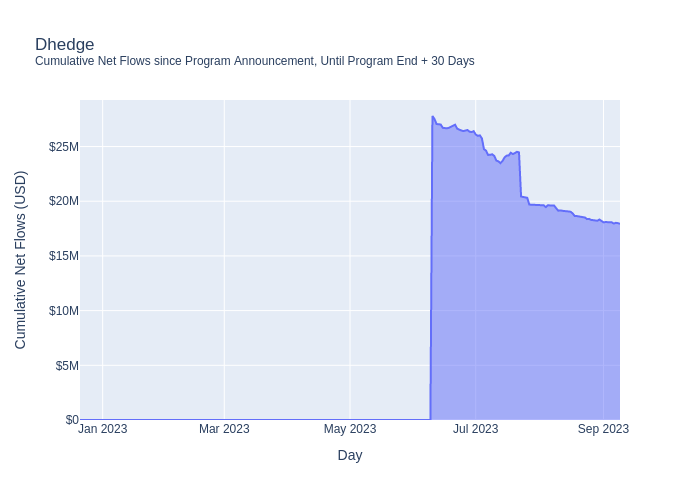 Dhedge
Cumulative Net Flows since Program Announcement, Until Program End + 30 Days
$25M
$20M
$15M
$10M
$5M
$0
Cumulative Net Flows (USD)
Jan 2023
Mar 2023
May 2023
Jul 2023
Sep 2023
Day